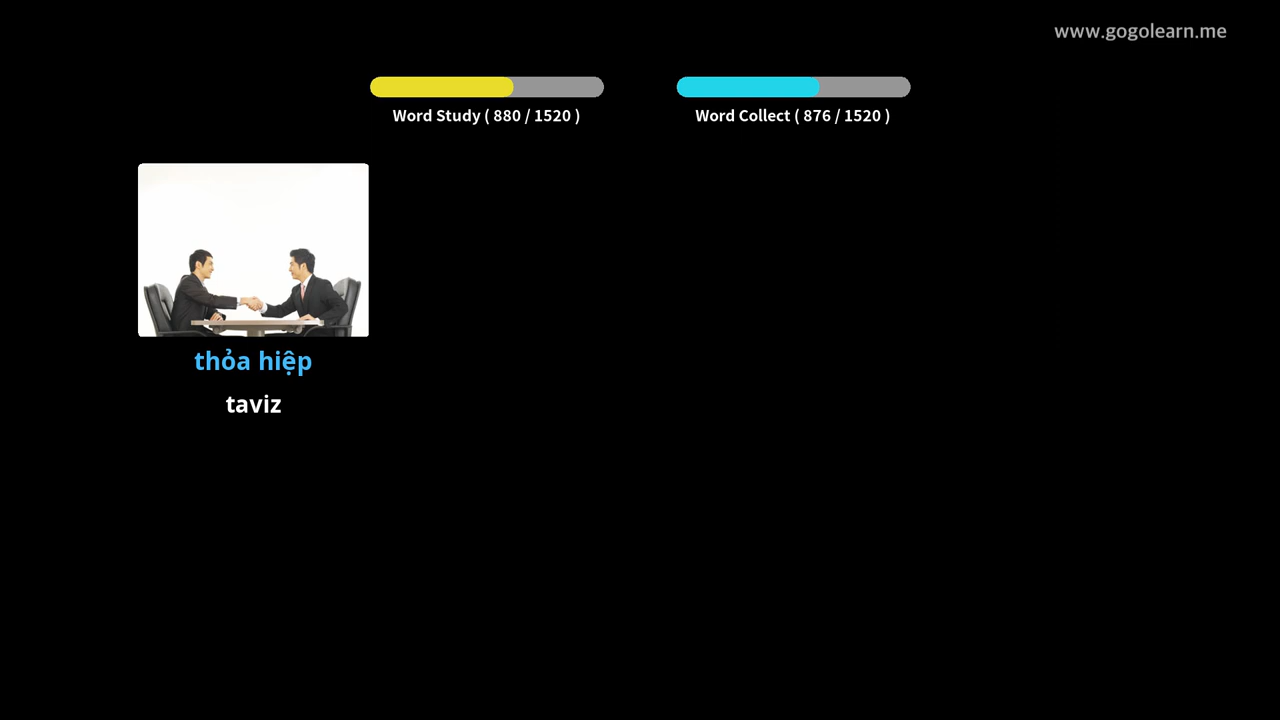 www.gogolearn.me
Word Study ( 880 / 1520 )
Word Collect ( 876 / 1520 )
thỏa hiệp
taviz